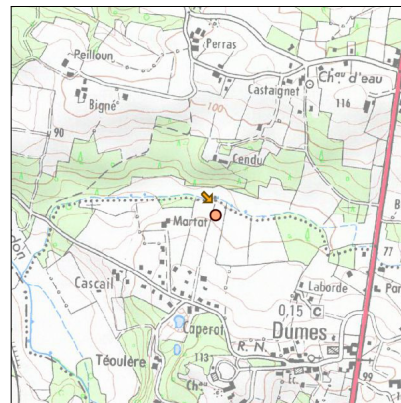 Perras
Peilloun
Chau d'eau
Castaignet
Bigné
100
116
90
Cendu
Martat
77
Cascail
Laborde
0,15 C
Caperot
Dumes
Téoulère
113
R.N.
99